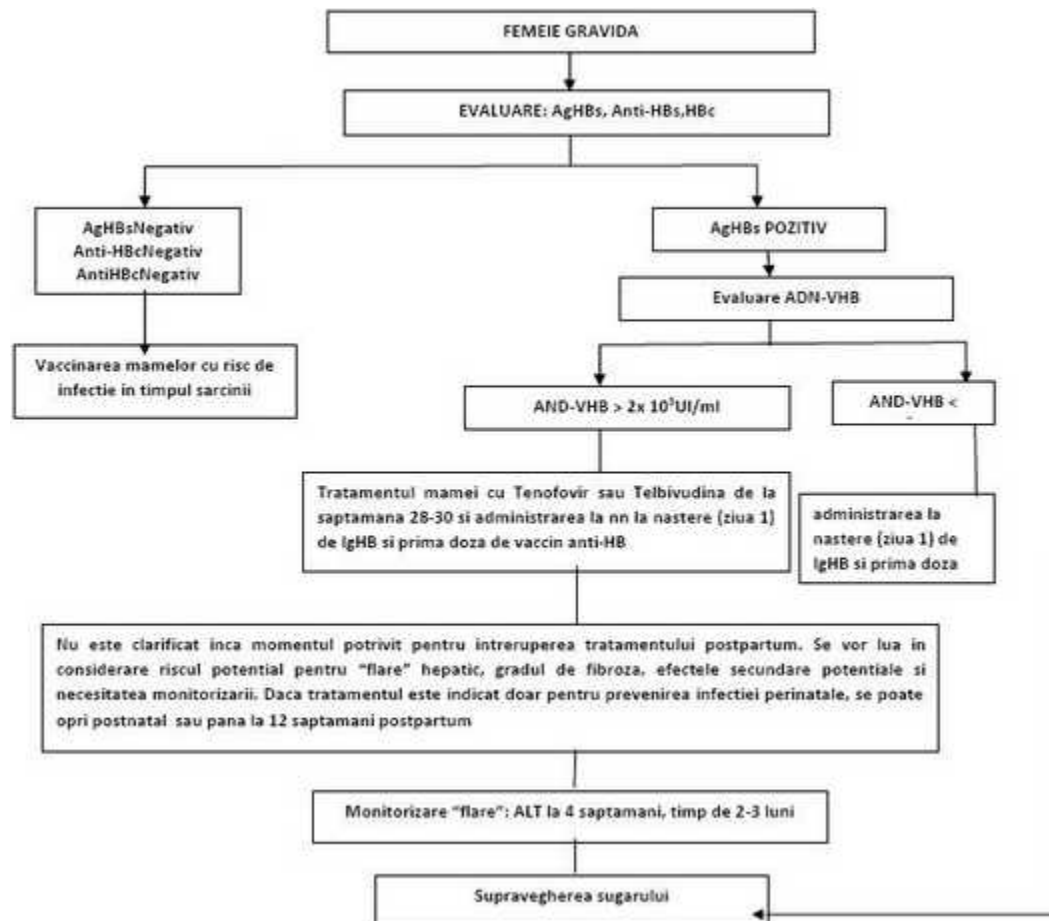 FEMEIE GRAVIDA
EVALUARE: AgHBs, Anti-HBs,HBc
AgHBsNegativ
Anti-HBcNegativ
AntiHBcNegativ
AgHBs POZITIV
Evaluare ADN-VHB
Vaccinarea mamelor cu risc de
infectie in timpul sarcinii
AND-VHB > 2x 10³UI/ml
AND-VHB <
Tratamentul mamei cu Tenofovir sau Telbivudina de la
saptamana 28-30 si administrarea la nn la nastere (ziua 1)
de IgHB si prima doza de vaccin anti-HB
administrarea la
nastere (ziua 1) de
IgHB si prima doza
Nu este clarificat inca momentul potrivit pentru intreruperea tratamentului postpartum. Se vor lua in
considerare riscul potential pentru "flare" hepatic, gradul de fibroza, efectele secundare potentiale si
necesitatea monitorizarii. Daca tratamentul este indicat doar pentru prevenirea infectiei perinatale, se poate
opri postnatal sau pana la 12 saptamani postpartum
Monitorizare "flare": ALT la 4 saptamani, timp de 2-3 luni
Supravegherea sugarului